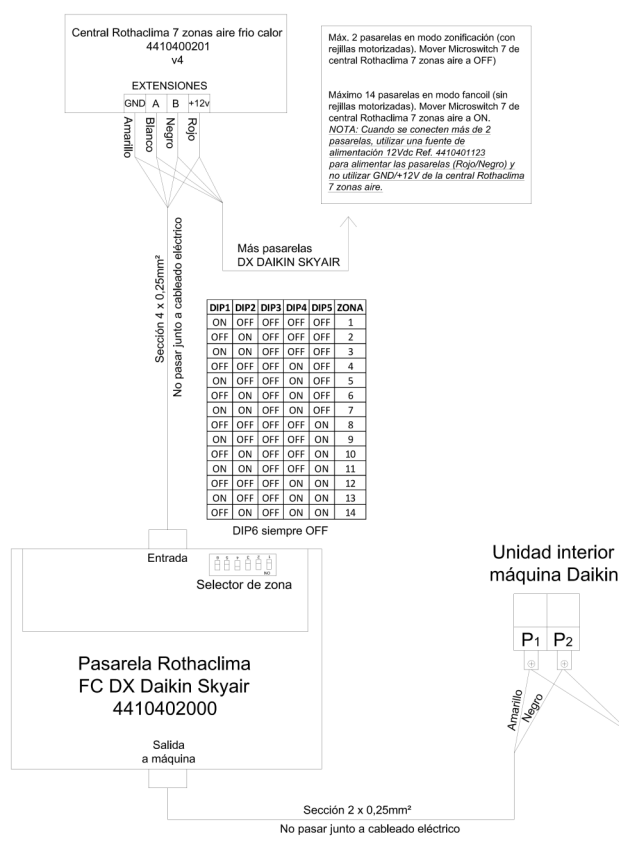 Central Rothaclima 7 zonas aire frio calor
4410400201
v4
EXTENSIONES
GND A B +12v
Amarillo
Blanco
Negro
Rojo
Máx. 2 pasarelas en modo zonificación (con
rejillas motorizadas). Mover Microswitch 7 de
central Rothaclima 7 zonas aire a OFF)
Máximo 14 pasarelas en modo fancoil (sin
rejillas motorizadas). Mover Microswitch 7 de
central Rothaclima 7 zonas aire a ON.
NOTA: Cuando se conecten más de 2
pasarelas, utilizar una fuente de
alimentación 12Vdc Ref. 4410401123
para alimentar las pasarelas (Rojo/Negro) y
no utilizar GND/+12V de la central Rothaclima
7 zonas aire.
Más pasarelas
DX DAIKIN SKYAIR
Sección 4 x 0,25mm²
No pasar junto a cableado eléctrico
DIP1 DIP2 DIP3 DIP4 DIP5 ZONA
ON OFF OFF OFF OFF 1
OFF ON OFF OFF OFF 2
ON ON OFF OFF OFF 3
OFF OFF OFF ON OFF 4
ON OFF OFF ON OFF 5
OFF ON OFF ON OFF 6
ON ON OFF ON OFF 7
OFF OFF OFF OFF ON 8
ON OFF OFF OFF ON 9
OFF ON OFF OFF ON 10
ON ON OFF OFF ON 11
OFF OFF OFF ON ON 12
ON OFF OFF ON ON 13
OFF ON OFF ON ON 14
DIP6 siempre OFF
Entrada
Selector de zona
Pasarela Rothaclima
FC DX Daikin Skyair
4410402000
Salida
a máquina
Unidad interior
máquina Daikin
P1 P2
Amarillo
Negro
Sección 2 x 0,25mm²
No pasar junto a cableado eléctrico